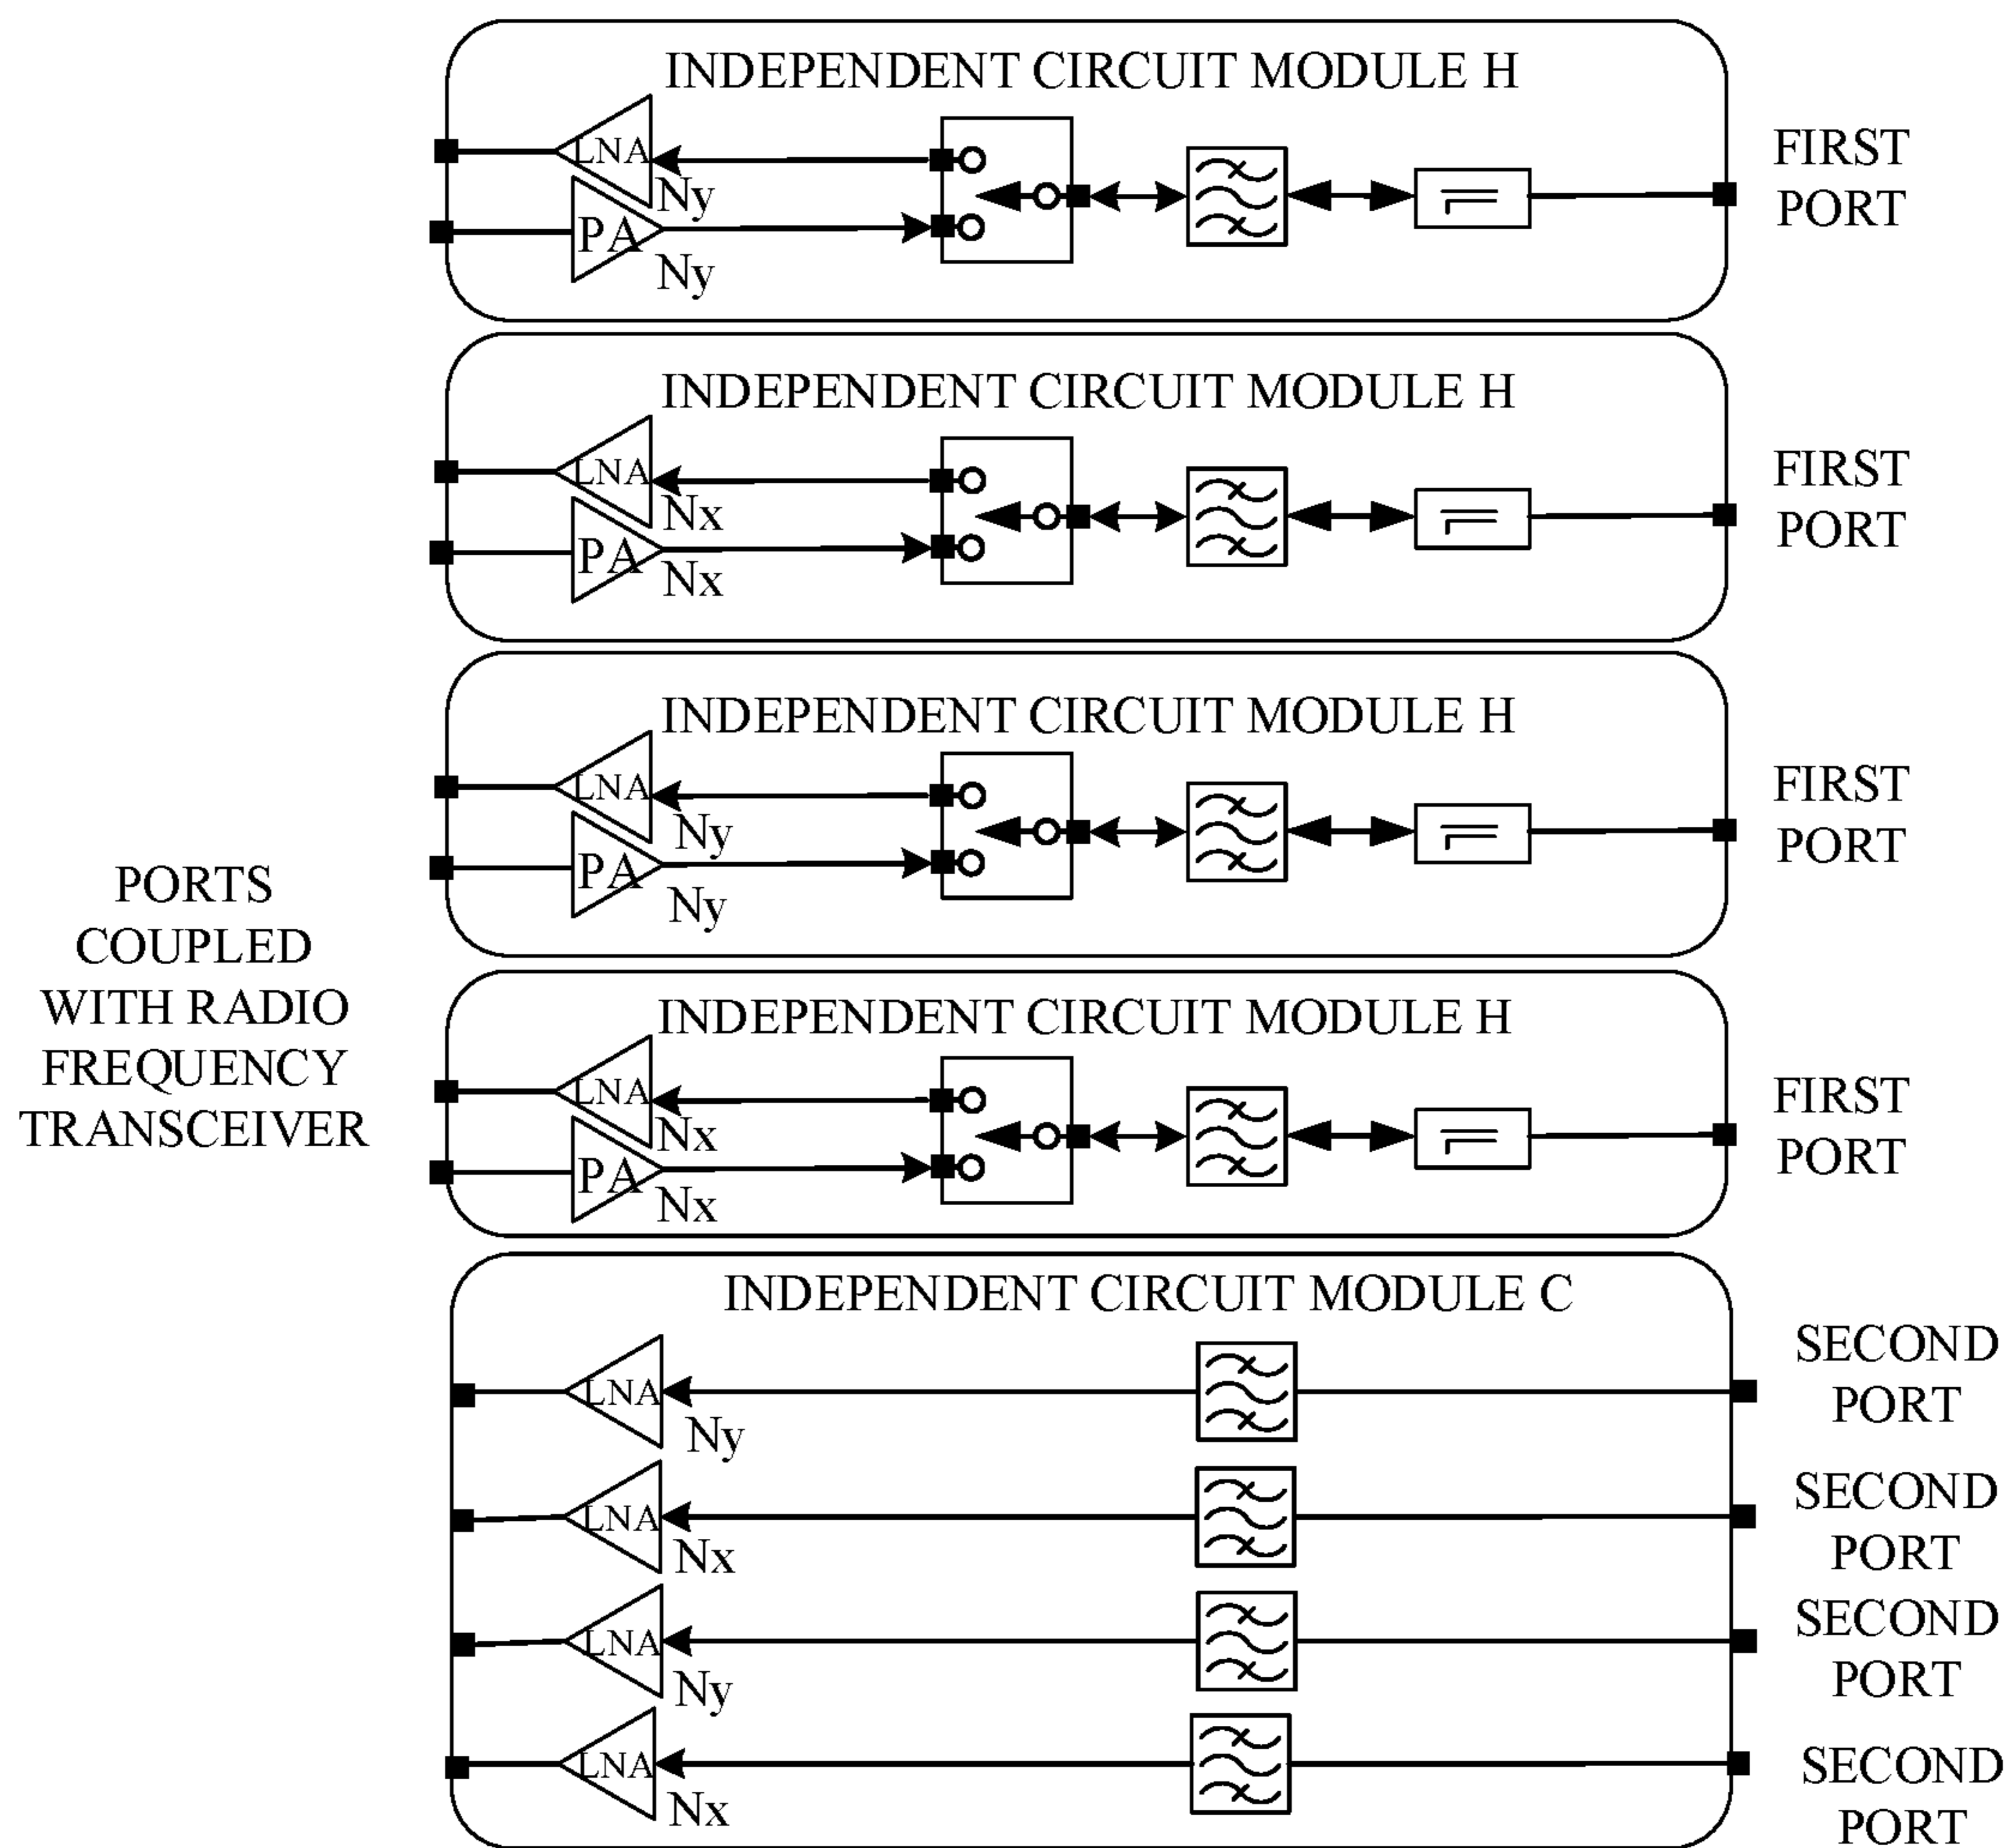 INDEPENDENT CIRCUIT MODULE H
LNA
Ny
PA
Ny
FIRST
PORT
INDEPENDENT CIRCUIT MODULE H
LNA
Nx
PA
Nx
FIRST
PORT
INDEPENDENT CIRCUIT MODULE H
LNA
Ny
PA
Ny
FIRST
PORT
PORTS
COUPLED
WITH RADIO
FREQUENCY
TRANSCEIVER
INDEPENDENT CIRCUIT MODULE H
LNA
Nx
PA
Nx
FIRST
PORT
INDEPENDENT CIRCUIT MODULE C
LNA
Ny
SECOND
PORT
LNA
Nx
SECOND
PORT
LNA
Ny
SECOND
PORT
LNA
Nx
SECOND
PORT